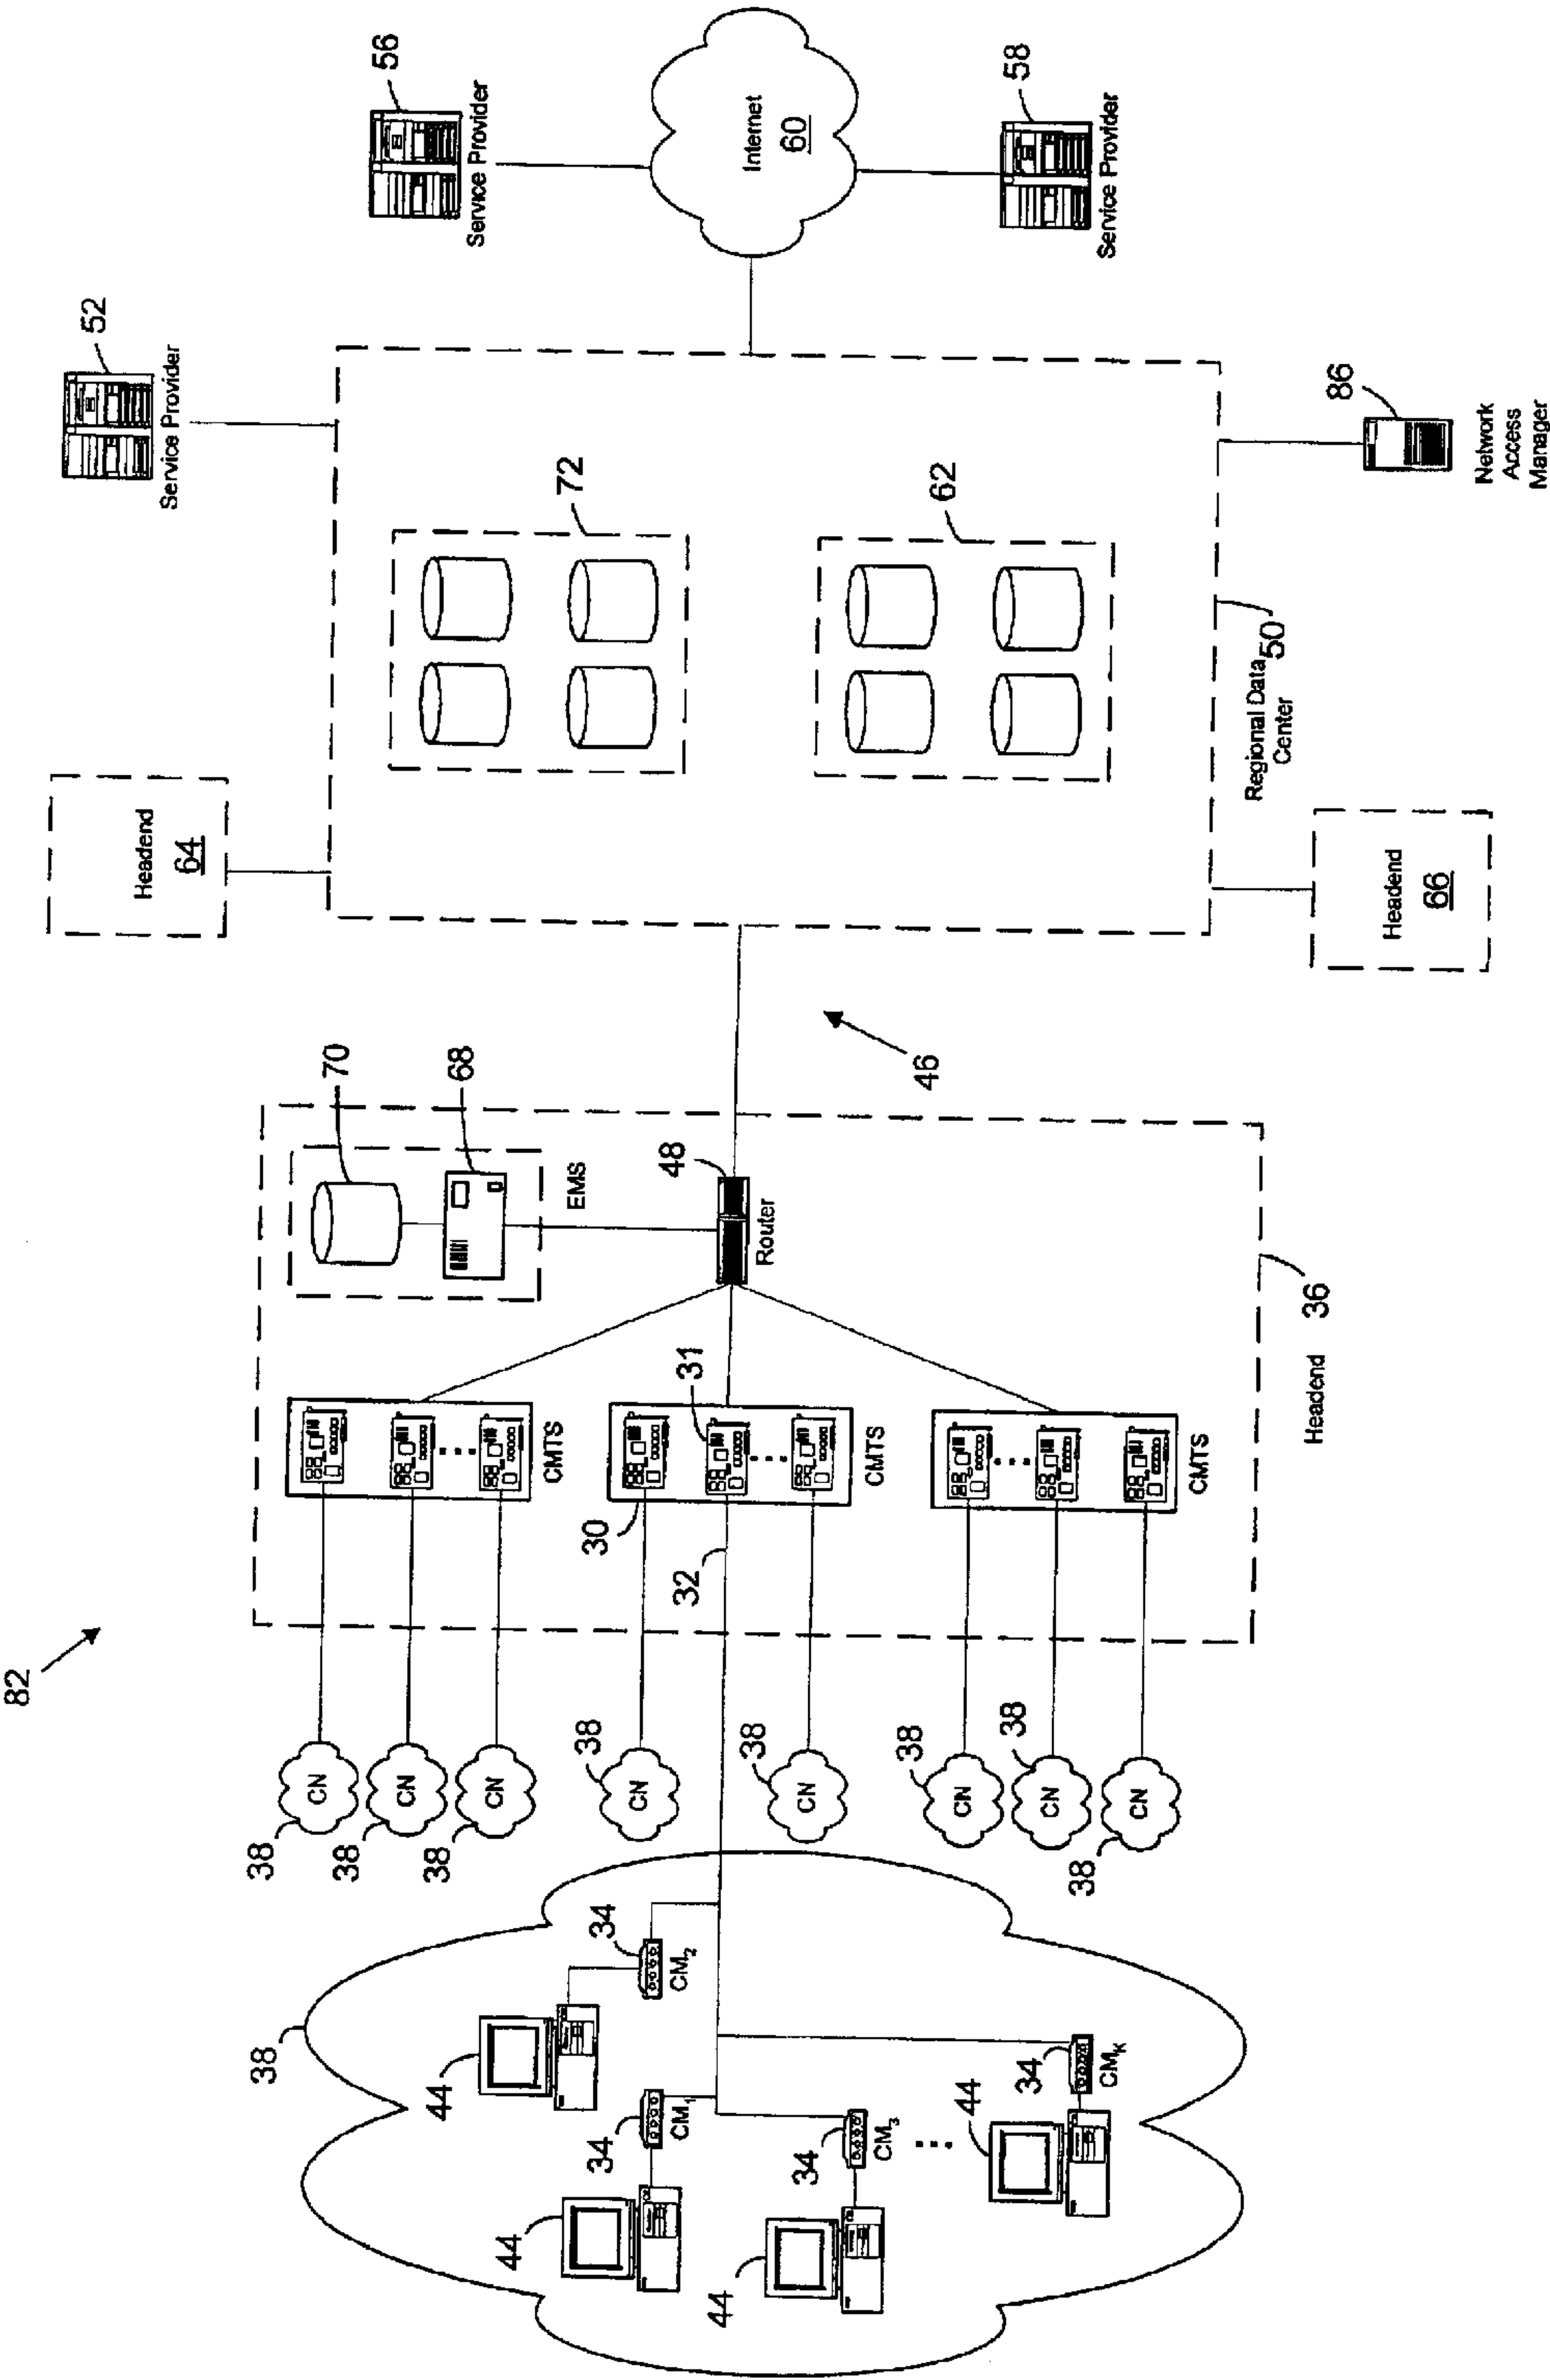 82
38
44
34
CM₂
44
34
CM₁
44
34
CM₃
44
34
CM_K
38
CN
38
CN
38
CN
38
CN
38
CN
38
CN
38
CN
38
CN
32
30
31
CMTS
CMTS
CMTS
70
68
EMS
48
Router
Headend 36
46
Headend
64
Headend
66
72
62
Regional Data
Center
50
52
Service Provider
56
Service Provider
Internet
60
58
Service Provider
86
Network
Access
Manager